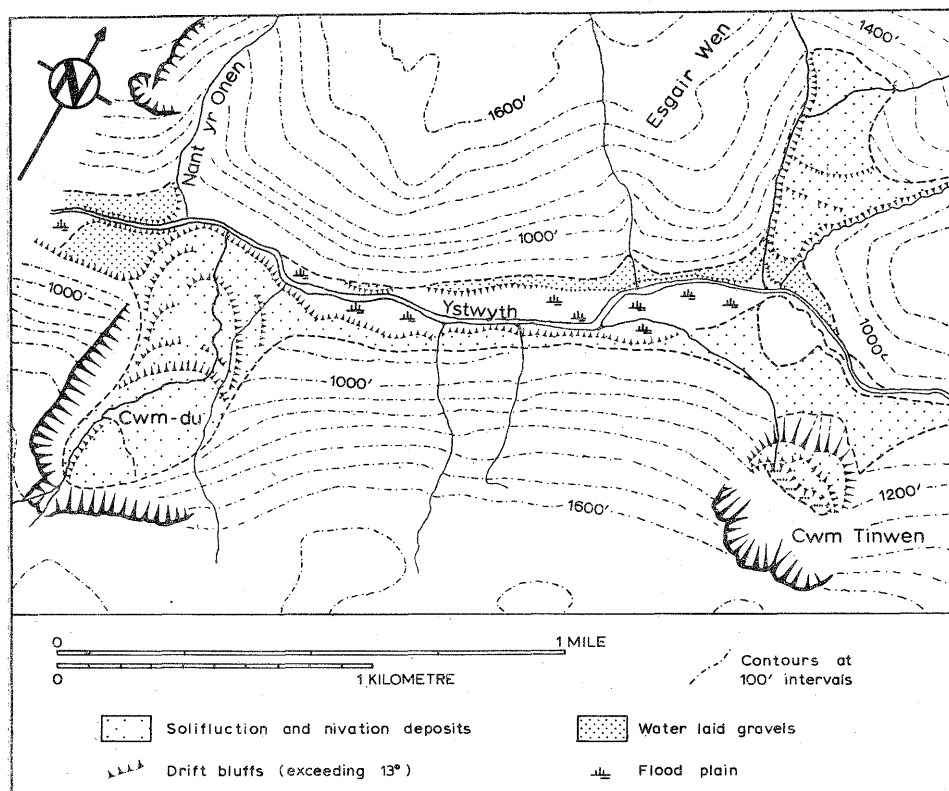 N
Nant yr Onen
1600'
Esgair Wen
1400'
1000'
1000'
Ystwyth
1000'
1000'
Cwm-du
1600'
1200'
Cwm Tinwen
0 1 MILE
0 1 KILOMETRE
Contours at
100' intervals
Solifluction and nivation deposits
Water laid gravels
Drift bluffs (exceeding 13°)
Flood plain